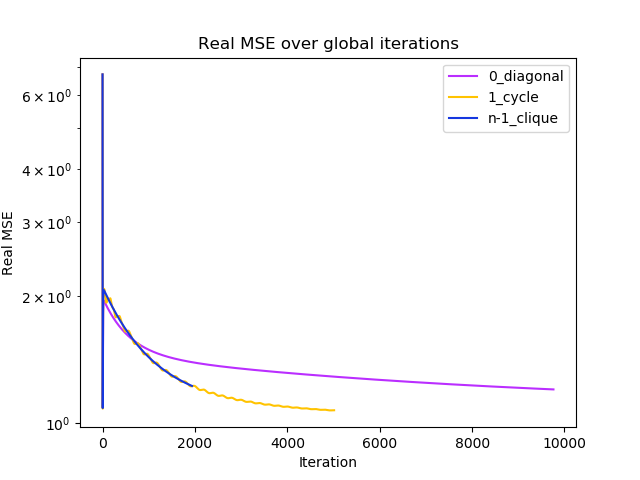 Real MSE over global iterations
0_diagonal
1_cycle
n-1_clique
Real MSE
6 × 10⁰
4 × 10⁰
3 × 10⁰
2 × 10⁰
10⁰
0 2000 4000 6000 8000 10000
Iteration